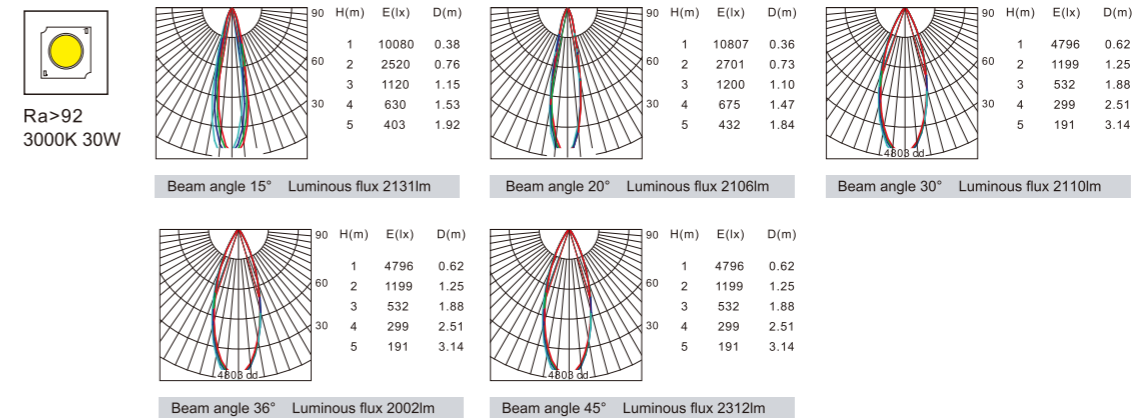 Ra>92
3000K 30W
90 H(m) E(lx) D(m)
1 10080 0.38
60 2 2520 0.76
3 1120 1.15
30 4 630 1.53
5 403 1.92
Beam angle 15° Luminous flux 2131lm
90 H(m) E(lx) D(m)
1 10807 0.36
60 2 2701 0.73
3 1200 1.10
30 4 675 1.47
5 432 1.84
Beam angle 20° Luminous flux 2106lm
90 H(m) E(lx) D(m)
1 4796 0.62
60 2 1199 1.25
3 532 1.88
30 4 299 2.51
5 191 3.14
4803 cd
Beam angle 30° Luminous flux 2110lm
90 H(m) E(lx) D(m)
1 4796 0.62
60 2 1199 1.25
3 532 1.88
30 4 299 2.51
5 191 3.14
4803 cd
Beam angle 36° Luminous flux 2002lm
90 H(m) E(lx) D(m)
1 4796 0.62
60 2 1199 1.25
3 532 1.88
30 4 299 2.51
5 191 3.14
4803 cd
Beam angle 45° Luminous flux 2312lm